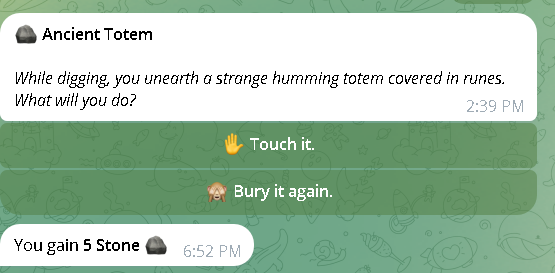 🪨 Ancient Totem
While digging, you unearth a strange humming totem covered in runes.
What will you do?
2:39 PM
✋ Touch it.
🙈 Bury it again.
You gain 5 Stone 🪨 6:52 PM